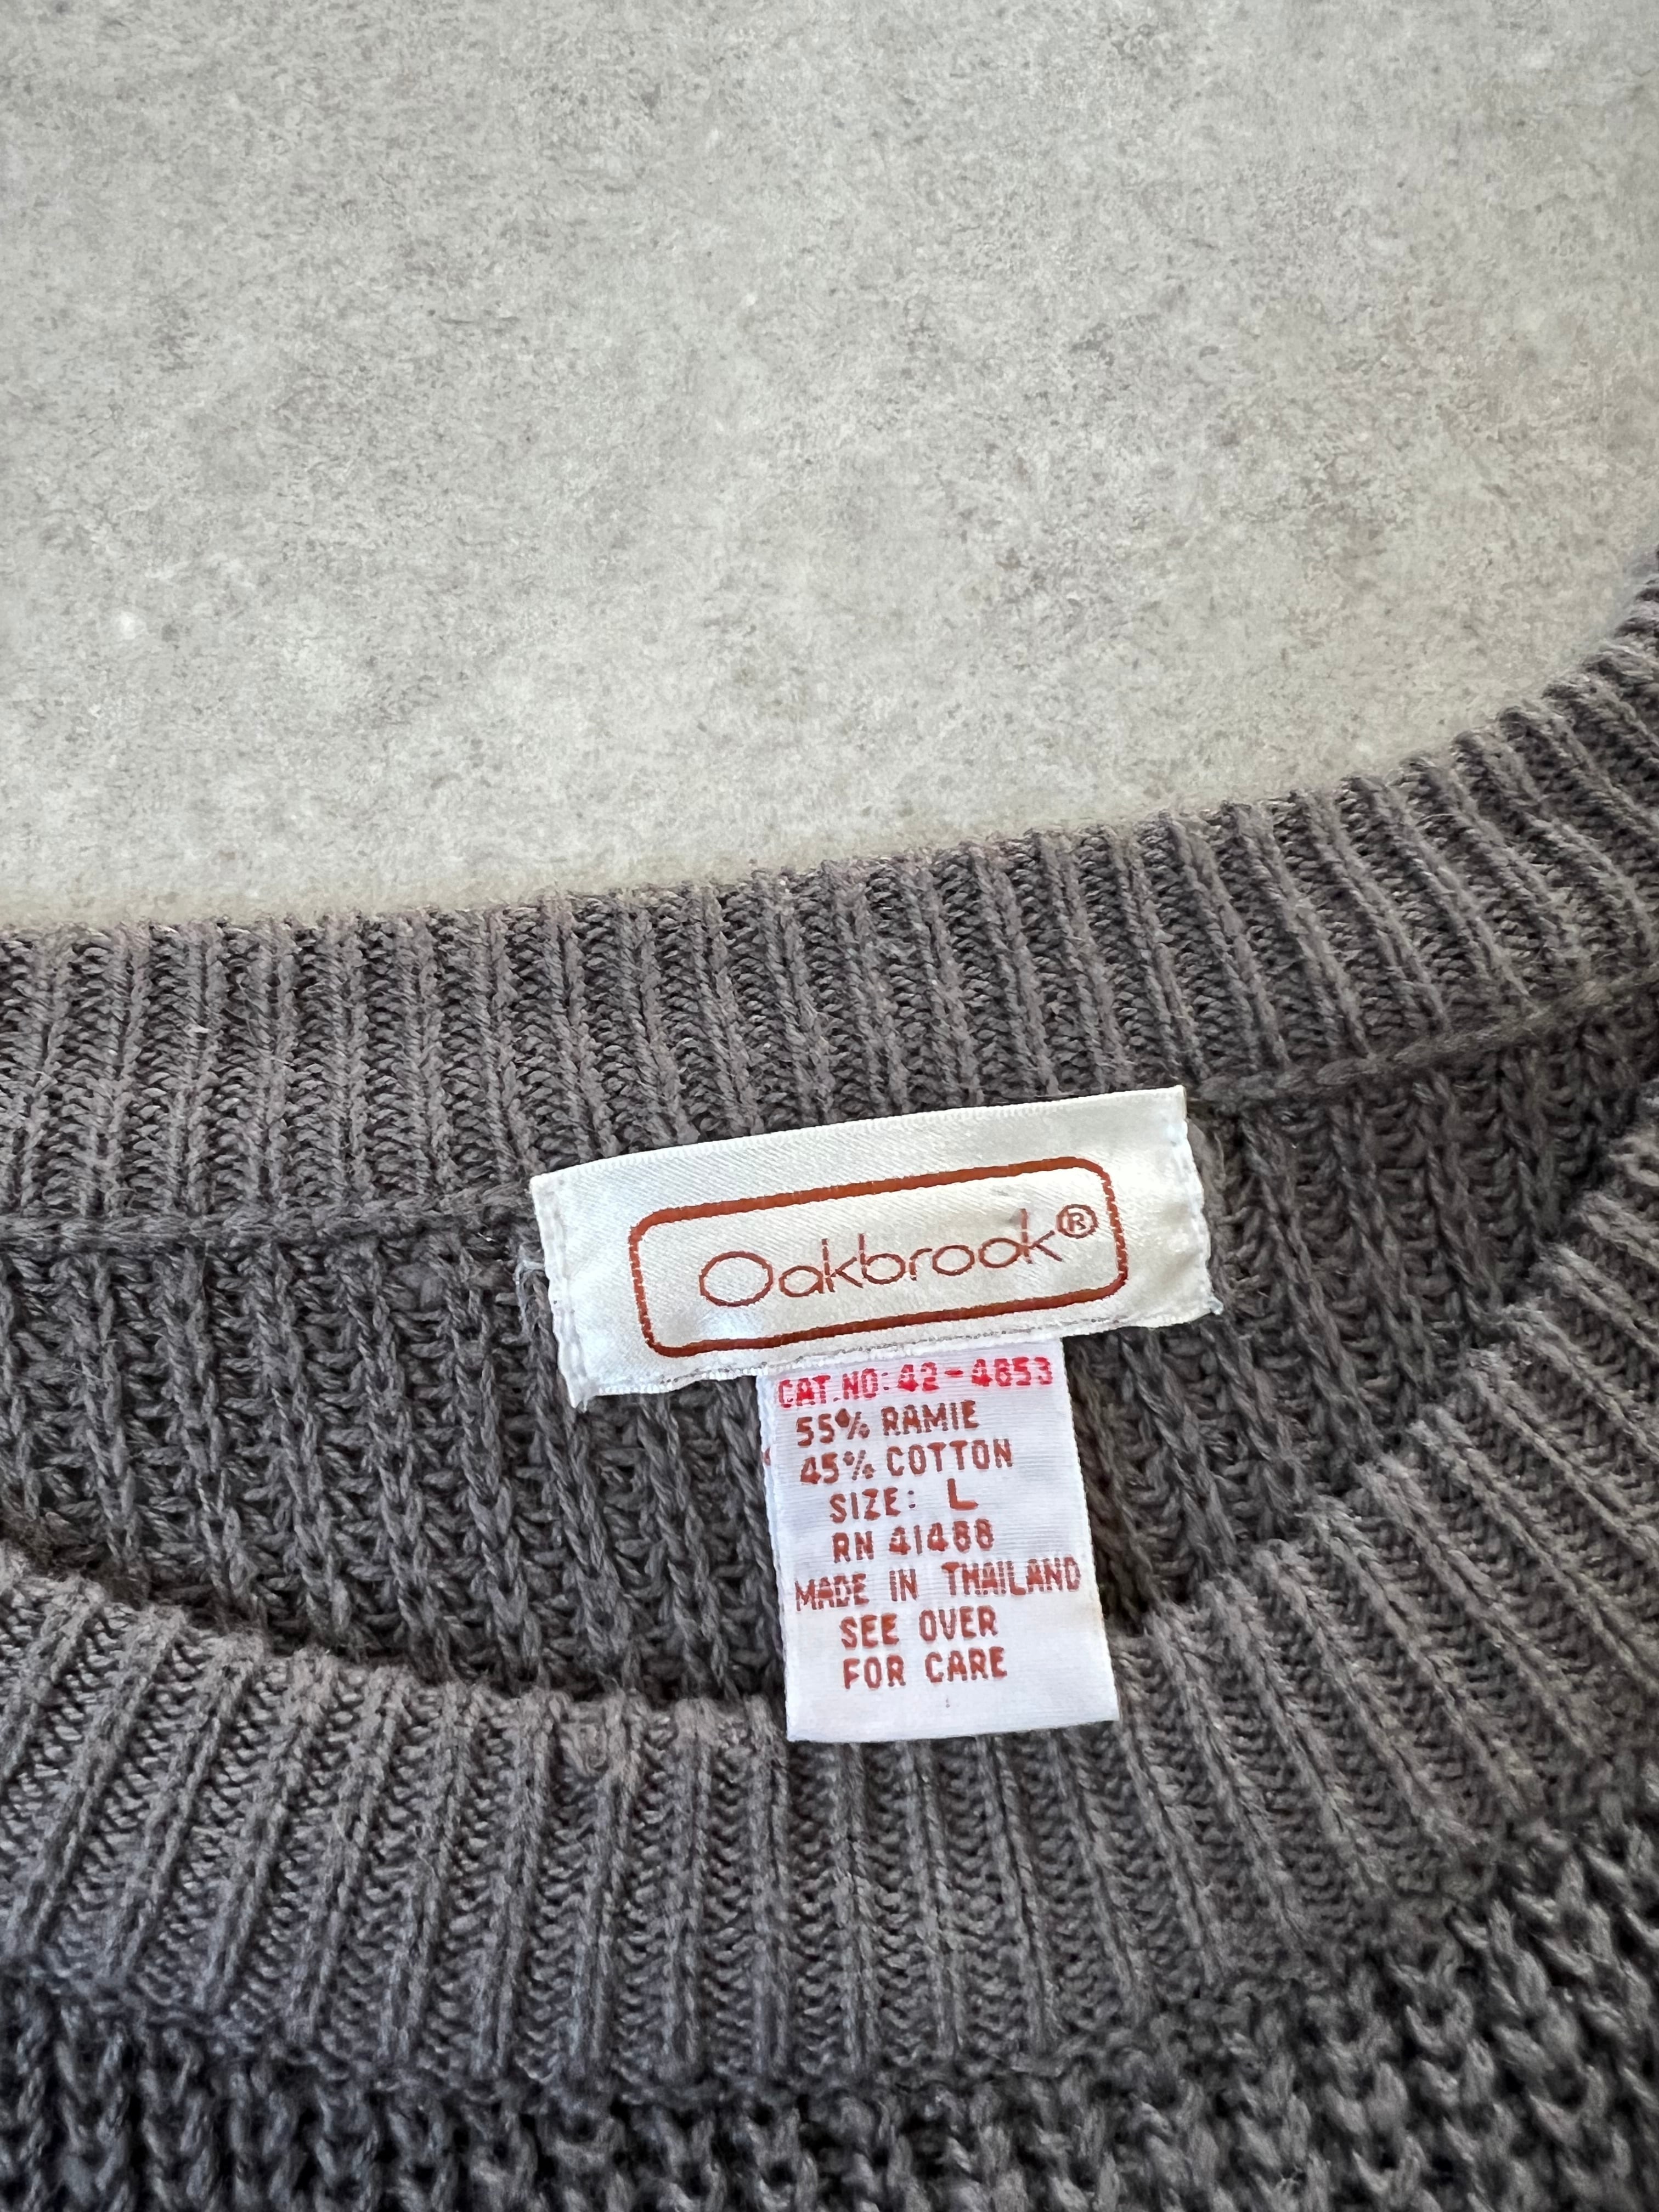 Oakbrook®
CAT.NO: 42-4853
55% RAMIE
45% COTTON
SIZE: L
RN 41488
MADE IN THAILAND
SEE OVER
FOR CARE